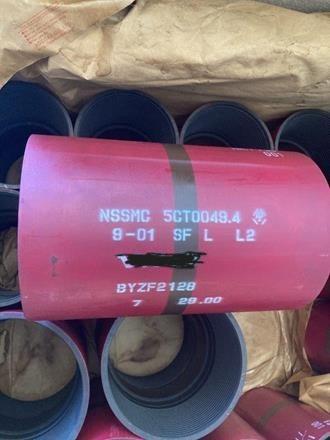 NSSMC 5CT0049.4
9-01 SF L L2
BYZF2128
7 29.00